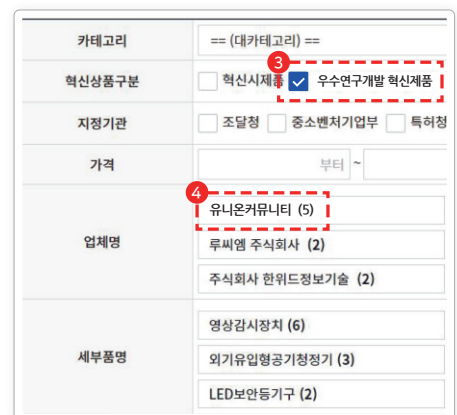 카테고리 == (대카테고리) ==
3
혁신상품구분 혁신시제품 우수연구개발 혁신제품
지정기관 조달청 중소벤처기업부 특허청
가격 부터 ~
4
업체명 유니온커뮤니티 (5)
루씨엠 주식회사 (2)
주식회사 한위드정보기술 (2)
세부품명 영상감시장치 (6)
외기유입형공기청정기 (3)
LED보안등기구 (2)